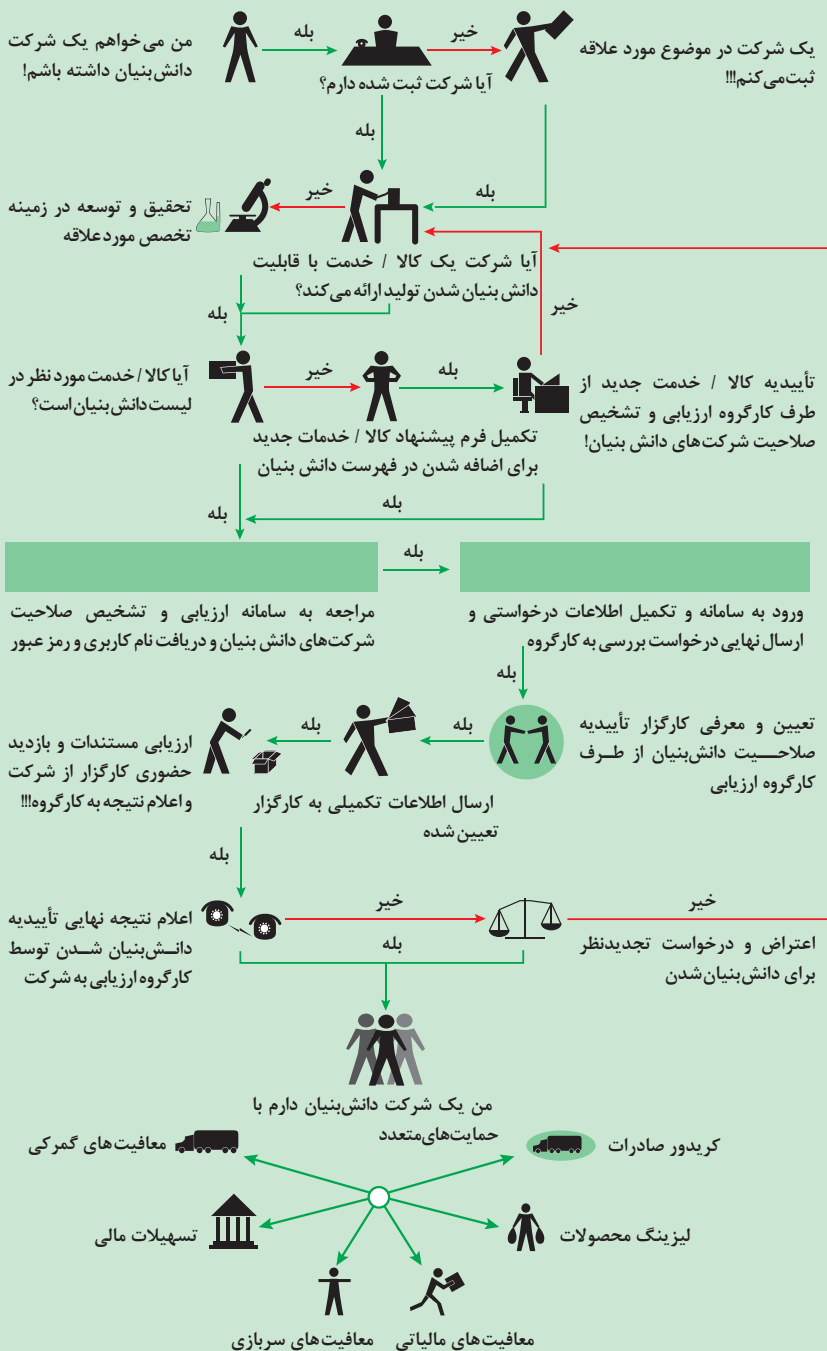 من می‌خواهم یک شرکت
دانش‌بنیان داشته باشم!
بله
آیا شرکت ثبت شده دارم؟
خیر
یک شرکت در موضوع مورد علاقه
ثبت‌می‌کنم!!!
بله
بله
تحقیق و توسعه در زمینه
تخصص موردعلاقه
خیر
آیا شرکت یک کالا / خدمت با قابلیت
دانش بنیان شدن تولید ارائه می‌کند؟
خیر
بله
آیا کالا / خدمت مورد نظر در
لیست‌دانش‌بنیان‌است؟
خیر
تکمیل فرم پیشنهاد کالا / خدمات جدید
برای اضافه شدن در فهرست دانش بنیان
بله
تأییدیه کالا / خدمت جدید از
طرف کارگروه ارزیابی و تشخیص
صلاحیت شرکت‌های دانش بنیان!
بله
بله
بله
مراجعه به سامانه ارزیابی و تشخیص صلاحیت
شرکت‌های دانش بنیان و دریافت نام کاربری و رمز عبور
ورود به سامانه و تکمیل اطلاعات درخواستی و
ارسال نهایی درخواست بررسی به کارگروه
بله
تعیین و معرفی کارگزار تأییدیه
صلاحـــیت دانش‌بنیان از طــرف
کارگروه ارزیابی
بله
ارسال اطلاعات تکمیلی به کارگزار
تعیین‌شده
بله
ارزیابی مستندات و بازدید
حضوری کارگزار از شرکت
و اعلام نتیجه به کارگروه!!!
بله
اعلام نتیجه نهایی تأییدیه
دانــش‌بنیان شــدن توسط
کارگروه ارزیابی به شرکت
خیر
بله
خیر
اعتراض و درخواست تجدیدنظر
برای دانش‌بنیان‌شدن
من یک شرکت دانش‌بنیان دارم با
حمایت‌های‌متعدد
کریدور صادرات
معافیت‌های گمرکی
لیزینگ محصولات
تسهیلات مالی
معافیت‌های مالیاتی
معافیت‌های سربازی